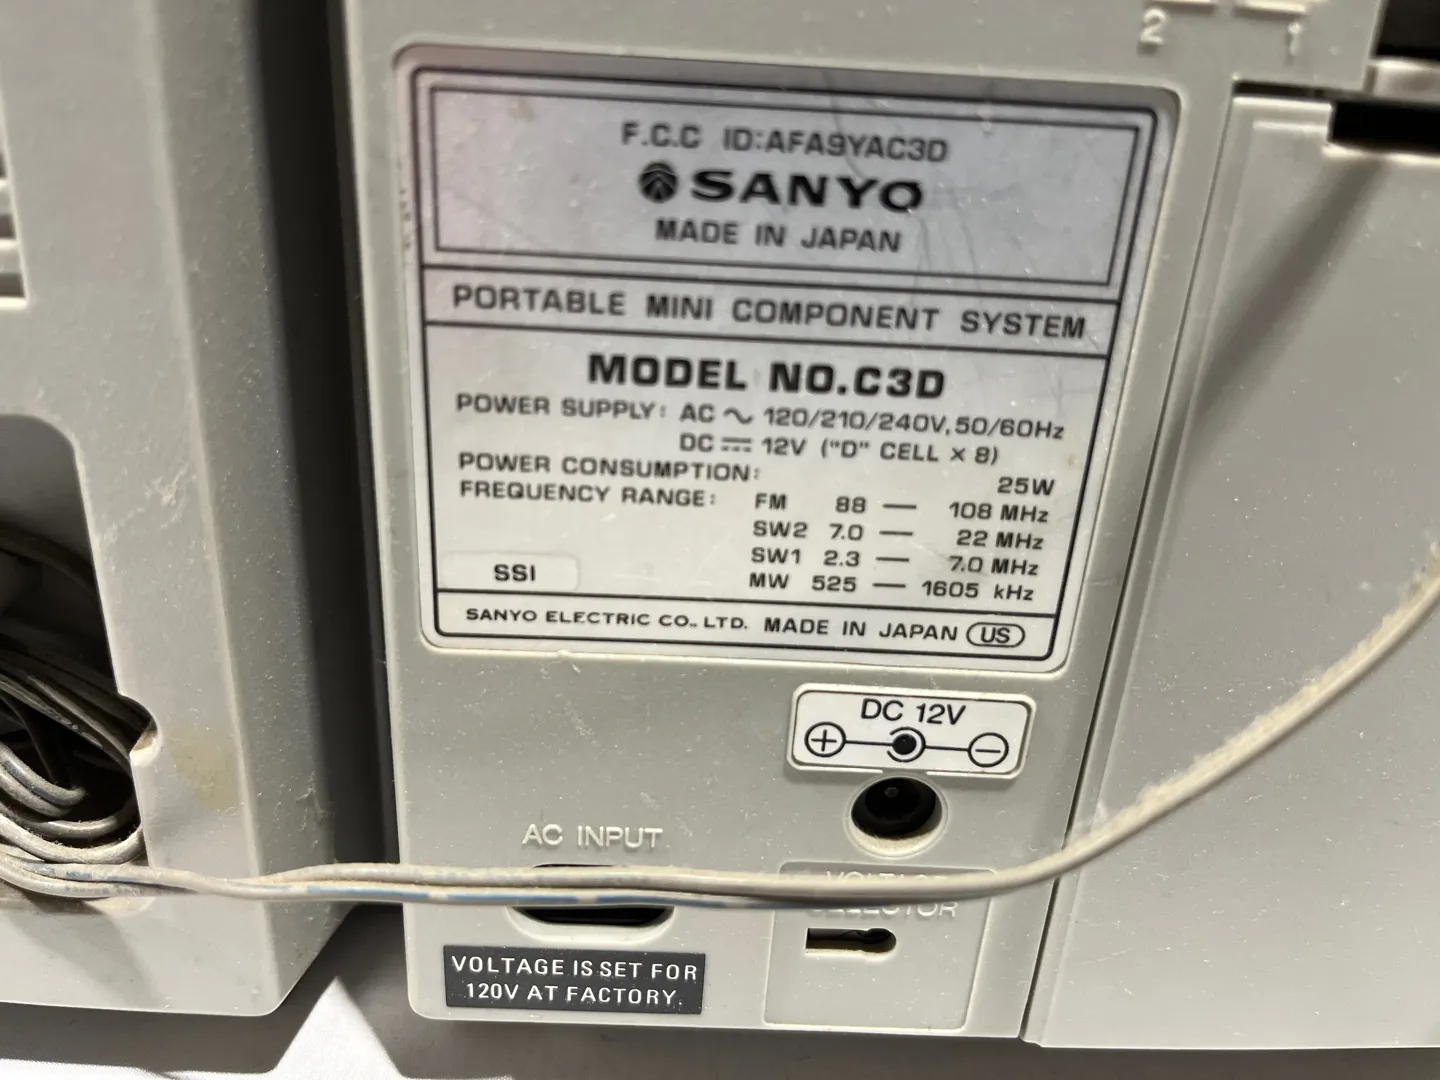 2 1
F.C.C ID:AFA9YAC3D
SANYO
MADE IN JAPAN
PORTABLE MINI COMPONENT SYSTEM
MODEL NO.C3D
POWER SUPPLY: AC ∿ 120/210/240V,50/60Hz
DC ⎓ 12V ("D" CELL × 8)
POWER CONSUMPTION: 25W
FREQUENCY RANGE: FM 88 — 108 MHz
SW2 7.0 — 22 MHz
SW1 2.3 — 7.0 MHz
MW 525 — 1605 kHz
SSI
SANYO ELECTRIC CO., LTD. MADE IN JAPAN US
DC 12V
AC INPUT
VOLTAGE
SELECTOR
VOLTAGE IS SET FOR
120V AT FACTORY.